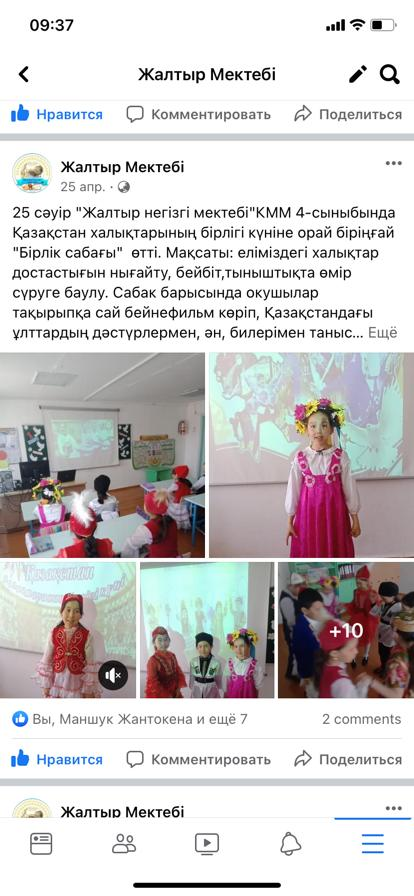 09:37
Жалтыр Мектебі
Нравится
Комментировать
Поделиться
Жалтыр Мектебі
25 апр. ·
25 сәуір "Жалтыр негізгі мектебі"КММ 4-сыныбында
Қазақстан халықтарының бірлігі күніне орай біріңғай
"Бірлік сабағы" өтті. Мақсаты: еліміздегі халықтар
достастығын нығайту, бейбіт,тыныштықта өмір
сүруге баулу. Сабак барысында окушылар
тақырыпқа сай бейнефильм көріп, Қазақстандағы
ұлттардың дәстүрлермен, ән, билерімен таныс... Ещё
Қазақстан
+10
Вы, Маншук Жантокена и ещё 7
2 comments
Нравится
Комментировать
Поделиться
Жалтыр Мектебі